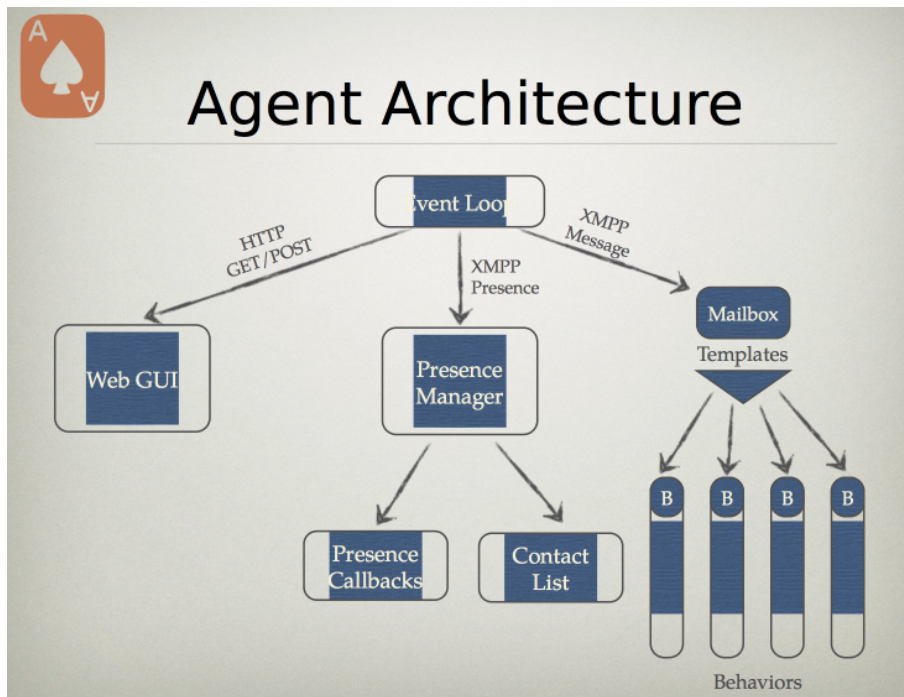 A
A
Agent Architecture
Event Loop
HTTP
GET/POST
XMPP
Presence
XMPP
Message
Web GUI
Presence
Manager
Mailbox
Templates
Presence
Callbacks
Contact
List
B
B
B
B
Behaviors